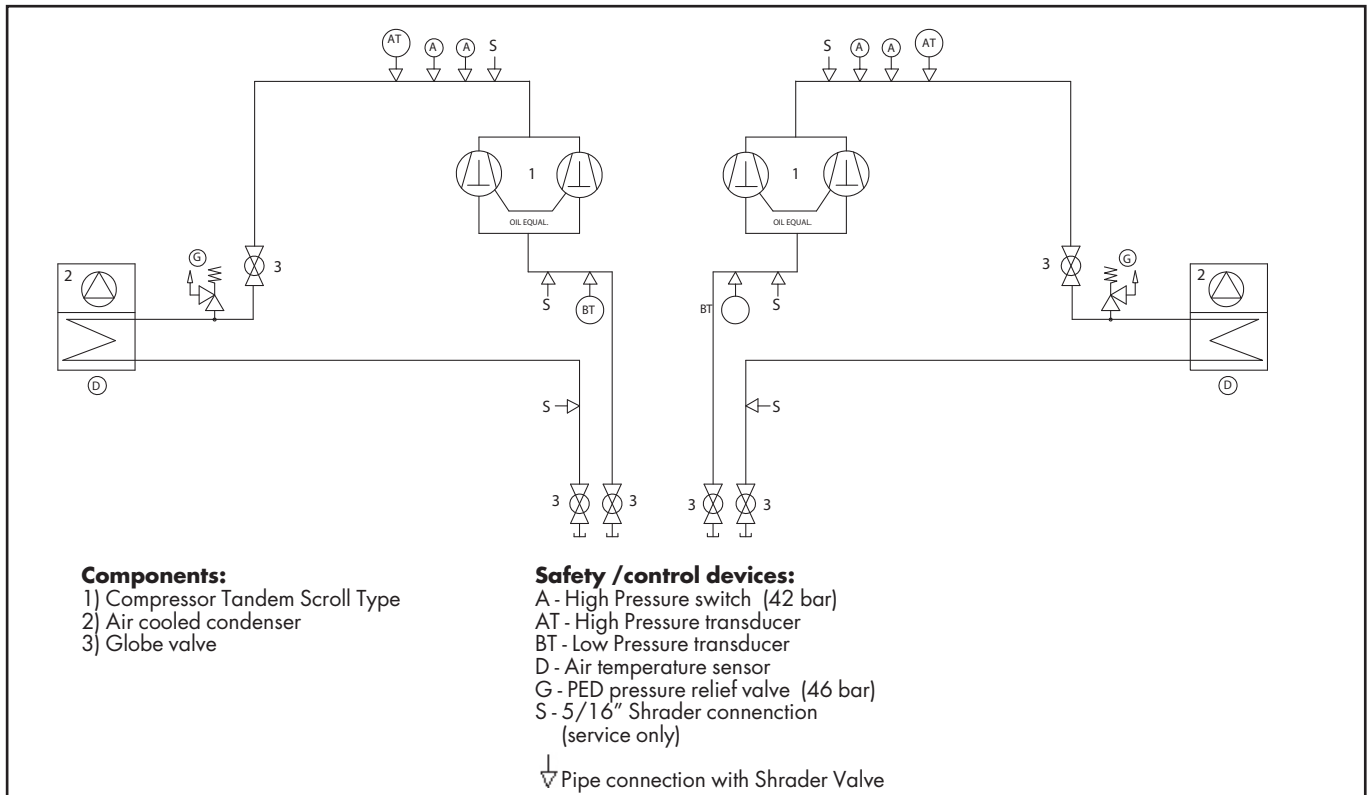 AT A A S S A A AT
1 1
OIL EQUAL. OIL EQUAL.
G 3 3 G
2 2
S BT BT S
D D
S S
3 3 3 3
Components:
1) Compressor Tandem Scroll Type
2) Air cooled condenser
3) Globe valve
Safety /control devices:
A - High Pressure switch (42 bar)
AT - High Pressure transducer
BT - Low Pressure transducer
D - Air temperature sensor
G - PED pressure relief valve (46 bar)
S - 5/16” Shrader connenction
(service only)
Pipe connection with Shrader Valve